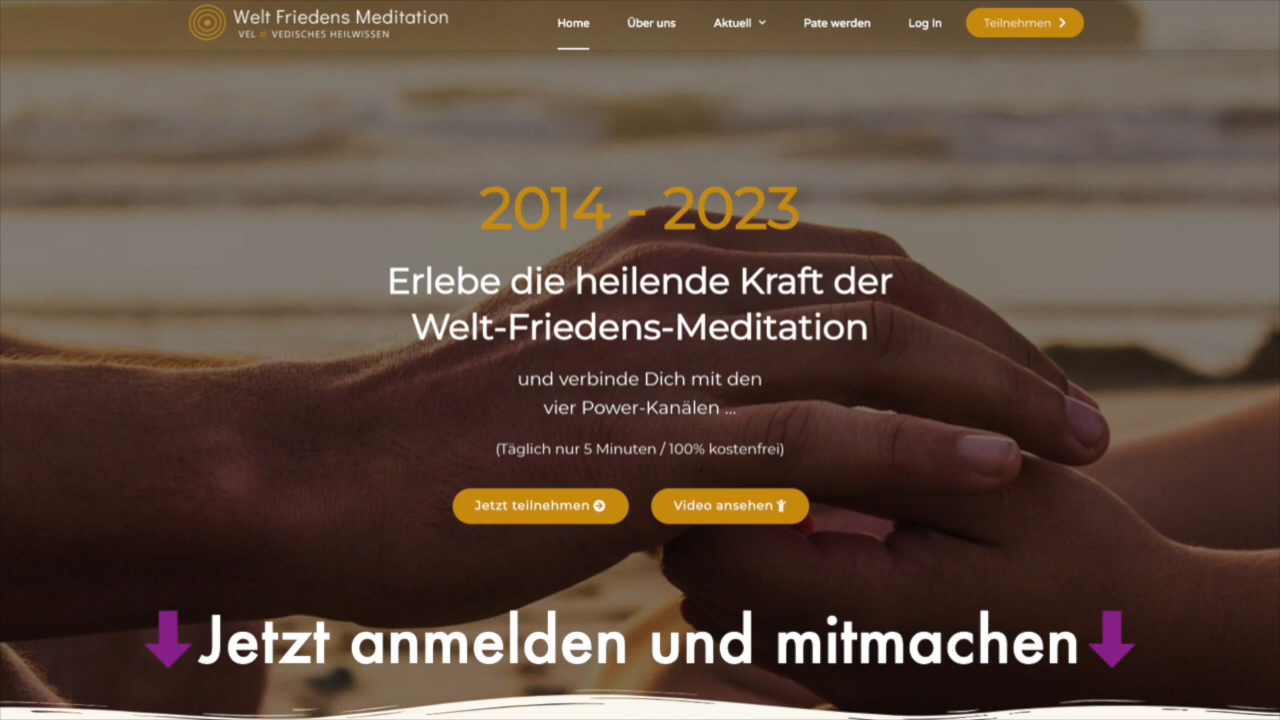 Welt Friedens Meditation
VEL VEDISCHES HEILWISSEN
Home Über uns Aktuell Pate werden Log In Teilnehmen
2014 - 2023
Erlebe die heilende Kraft der
Welt-Friedens-Meditation
und verbinde Dich mit den
vier Power-Kanälen ...
(Täglich nur 5 Minuten / 100% kostenfrei)
Jetzt teilnehmen Video ansehen
Jetzt anmelden und mitmachen